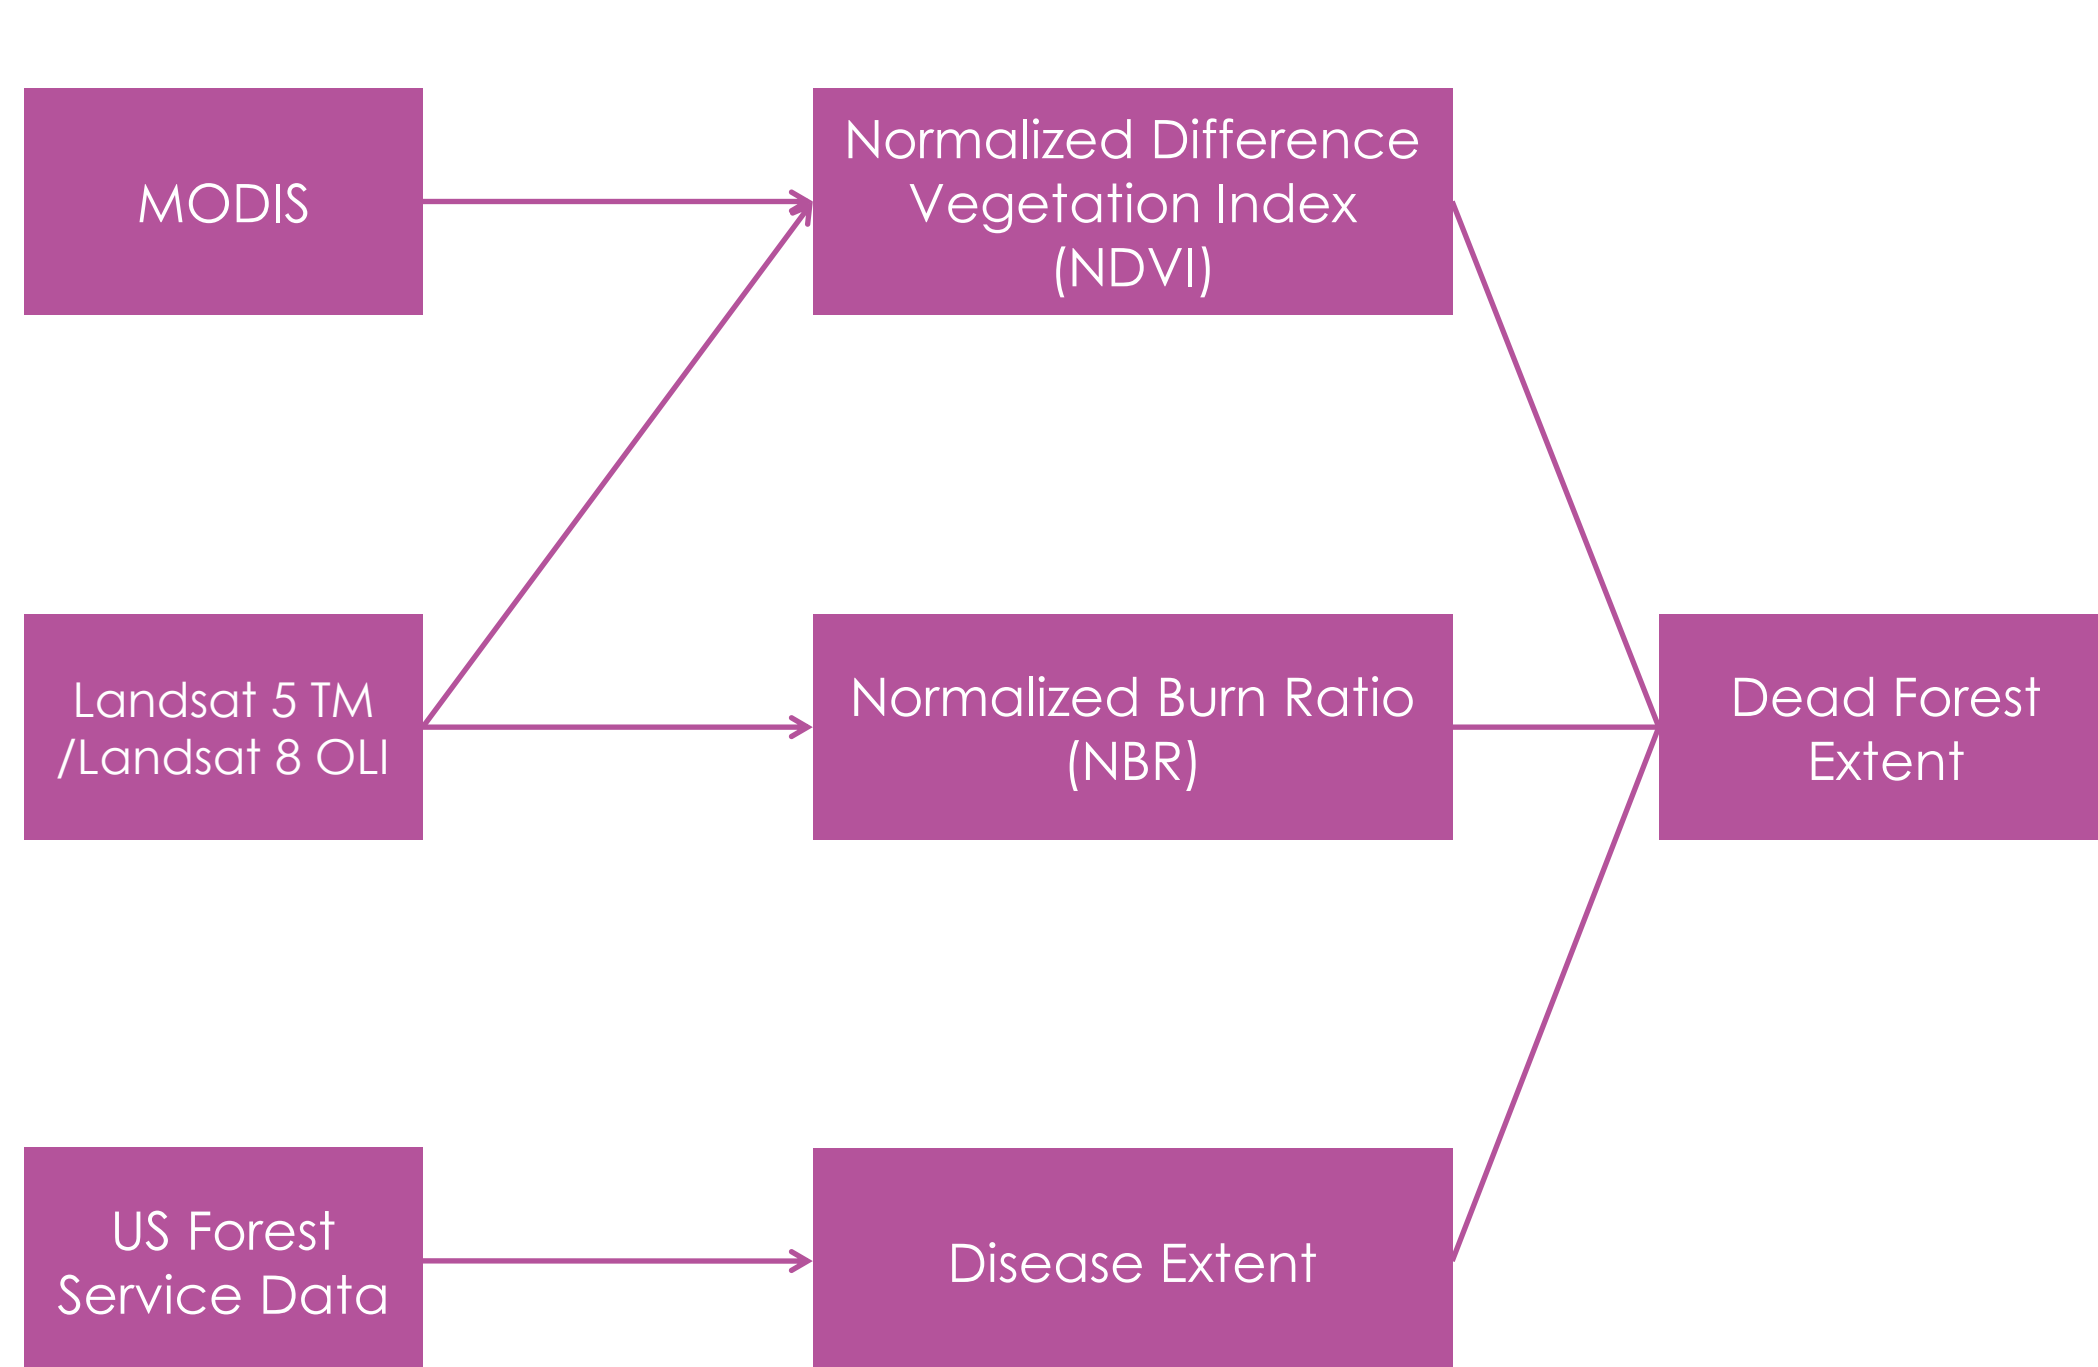 MODIS
Normalized Difference
Vegetation Index
(NDVI)
Landsat 5 TM
/Landsat 8 OLI
Normalized Burn Ratio
(NBR)
Dead Forest
Extent
US Forest
Service Data
Disease Extent